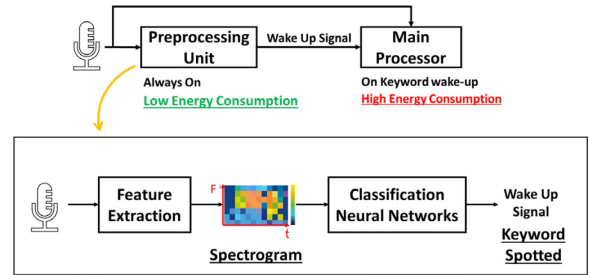 Preprocessing
Unit
Wake Up Signal
Main
Processor
Always On
Low Energy Consumption
On Keyword wake-up
High Energy Consumption
Feature
Extraction
F
t
Spectrogram
Classification
Neural Networks
Wake Up
Signal
Keyword
Spotted